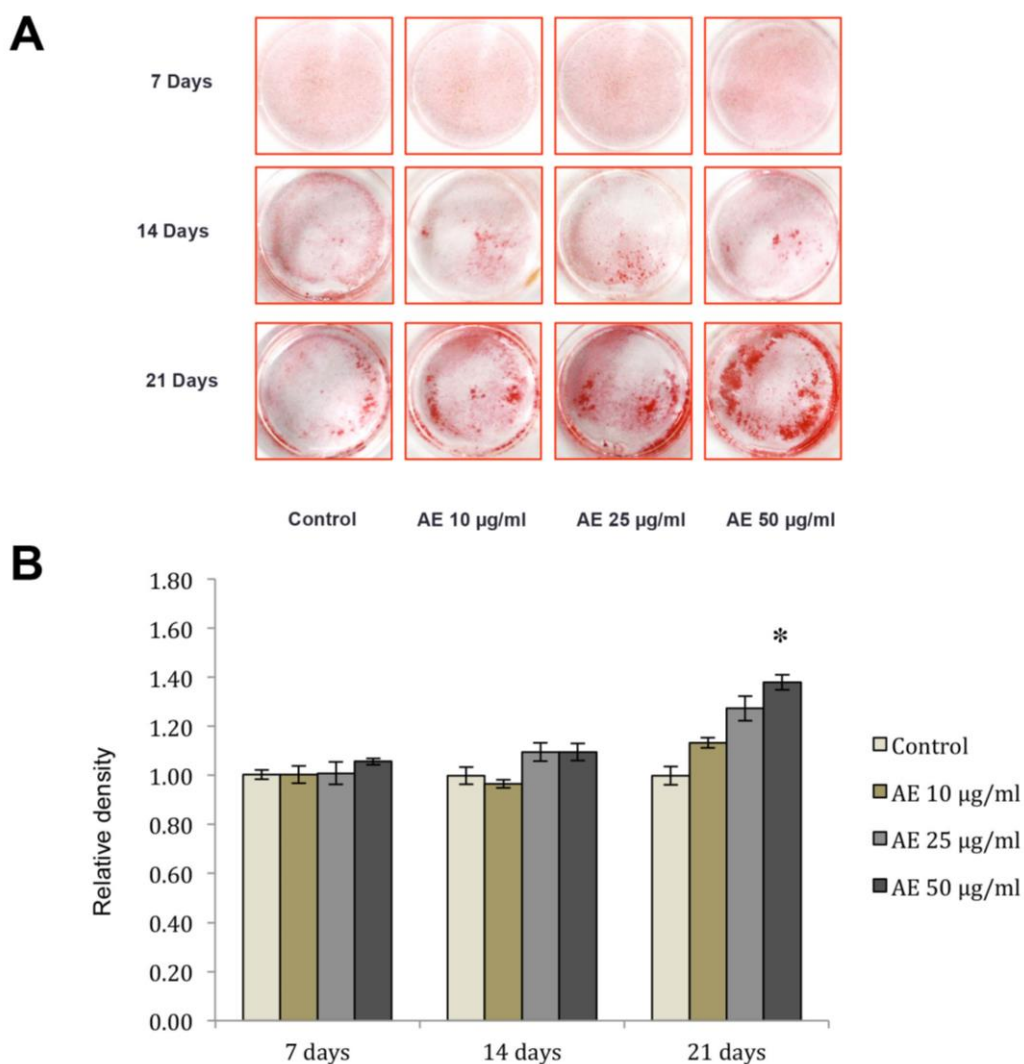 A
7 Days
14 Days
21 Days
Control AE 10 µg/ml AE 25 µg/ml AE 50 µg/ml
B
1.80
1.60
1.40
1.20
1.00
0.80
0.60
0.40
0.20
0.00
Relative density
*
7 days 14 days 21 days
Control
AE 10 µg/ml
AE 25 µg/ml
AE 50 µg/ml